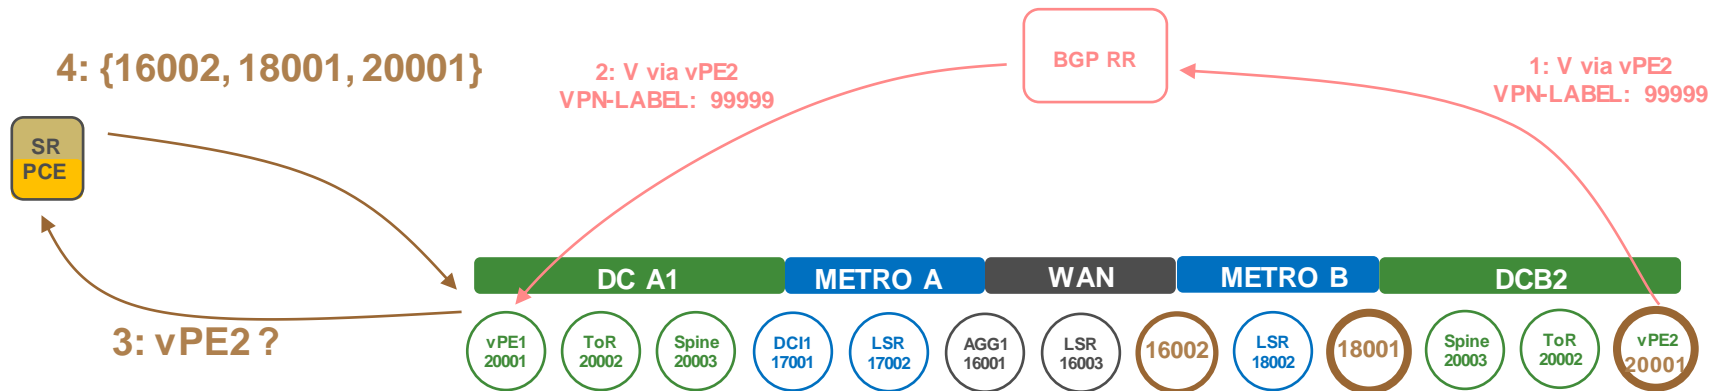 BGP RR
4: {16002, 18001, 20001}
2: V via vPE2
VPN-LABEL: 99999
1: V via vPE2
VPN-LABEL: 99999
SR
PCE
3: vPE2 ?
DC A1
METRO A
WAN
METRO B
DCB2
vPE1
20001
ToR
20002
Spine
20003
DCI1
17001
LSR
17002
AGG1
16001
LSR
16003
16002
LSR
18002
18001
Spine
20003
ToR
20002
vPE2
20001